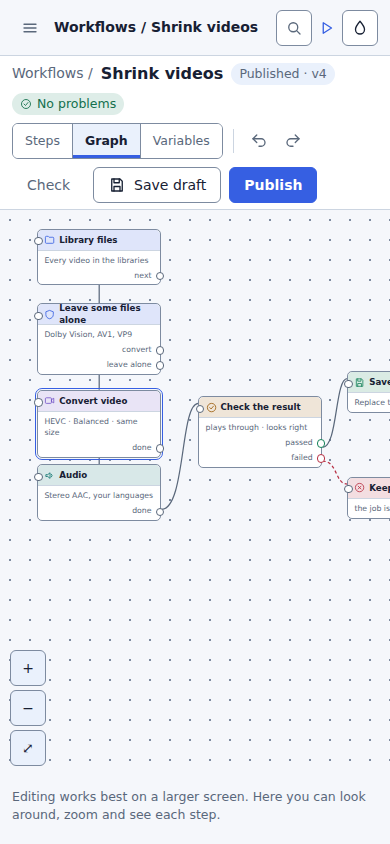 Workflows / Shrink videos
Workflows / Shrink videos Published · v4
No problems
Steps Graph Variables
Check Save draft Publish
Library files
Every video in the libraries
next
Leave some files
alone
Dolby Vision, AV1, VP9
convert
leave alone
Convert video
HEVC · Balanced · same
size
done
Audio
Stereo AAC, your languages
done
Check the result
plays through · looks right
passed
failed
Save
Replace t
Keep
the job is
+
−
Editing works best on a larger screen. Here you can look
around, zoom and see each step.